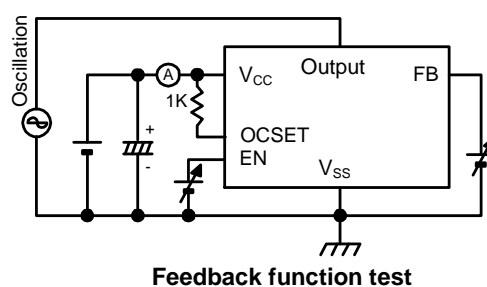 Oscillation
A
VCC
Output
FB
1K
+
-
OCSET
EN
VSS
Feedback function test